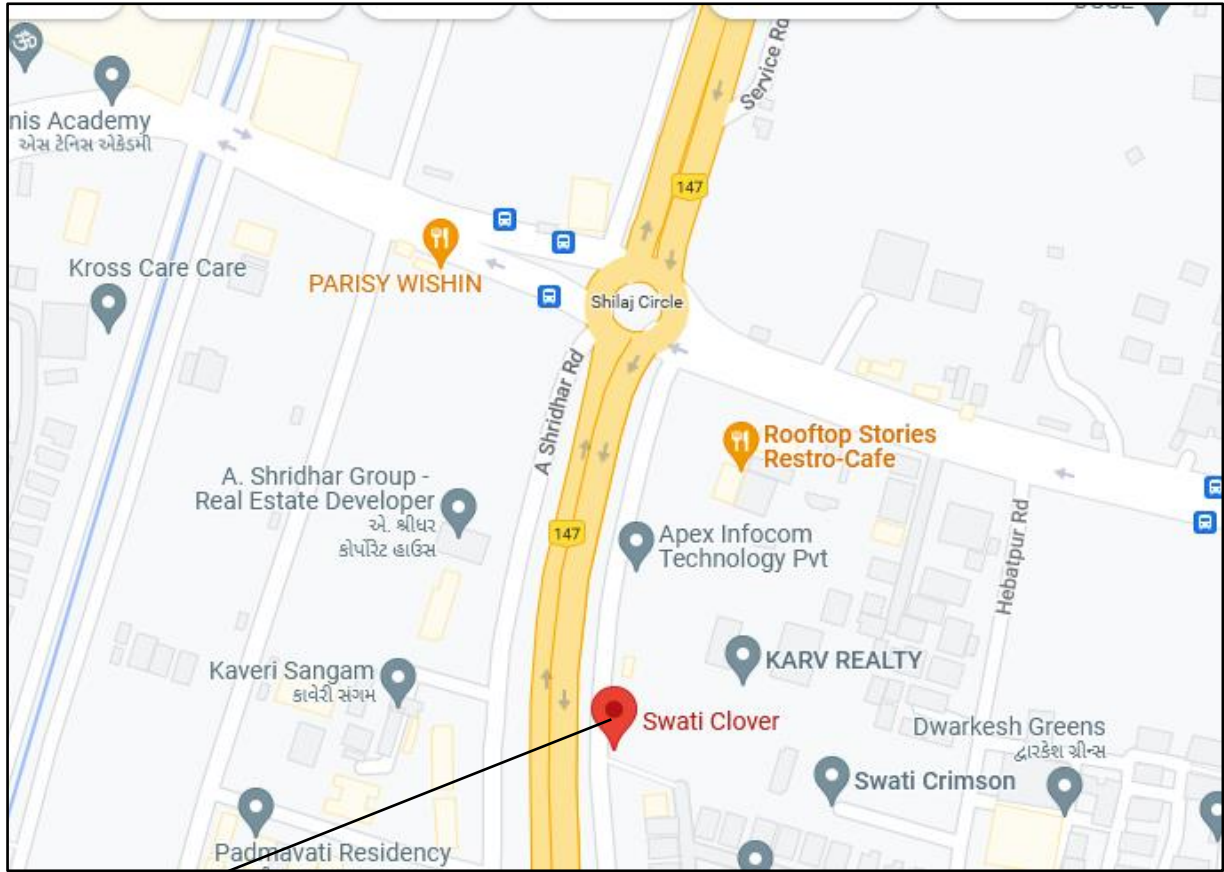 Service Rd
nis Academy
એસ ટેનિસ એકેડમી
147
Kross Care Care
PARISY WISHIN
Shilaj Circle
A Shridhar Rd
Rooftop Stories
Restro-Cafe
A. Shridhar Group -
Real Estate Developer
એ. શ્રીધર
કોર્પોરેટ હાઉસ
147
Apex Infocom
Technology Pvt
Hebatpur Rd
Kaveri Sangam
કાવેરી સંગમ
KARV REALTY
Swati Clover
Dwarkesh Greens
દ્વારકેશ ગ્રીન્સ
Swati Crimson
Padmavati Residency